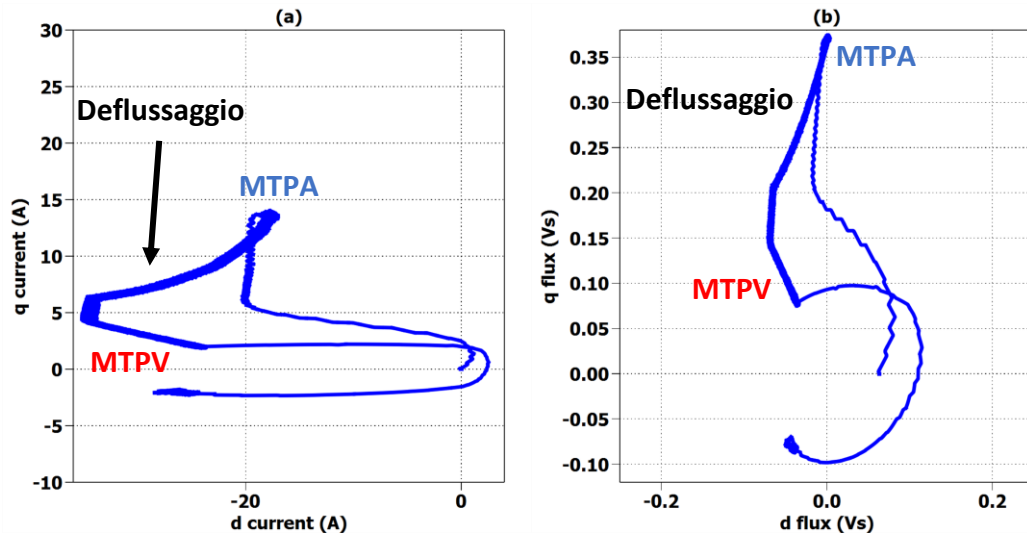 (a)
30
25
20
15
10
5
0
-5
-10
-20
0
q current (A)
d current (A)
Deflussaggio
MTPA
MTPV
(b)
0.35
0.30
0.25
0.20
0.15
0.10
0.05
0.00
-0.05
-0.10
-0.2
0.0
0.2
q flux (Vs)
d flux (Vs)
MTPA
Deflussaggio
MTPV